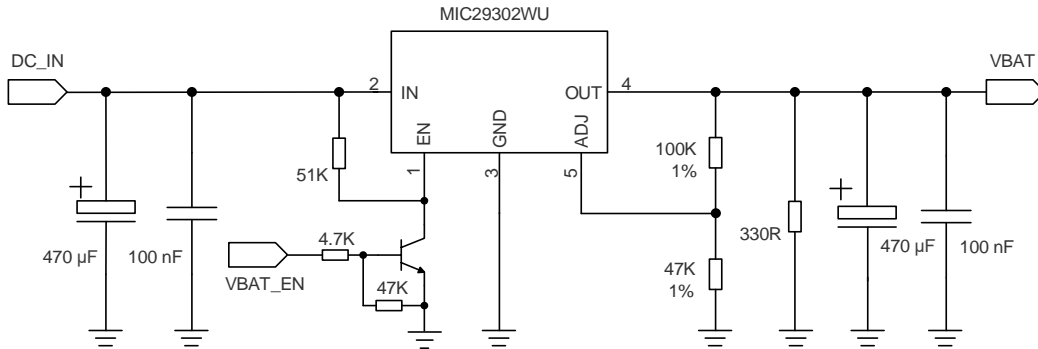 MIC29302WU
DC_IN
VBAT
2
IN
OUT
4
EN
GND
ADJ
1
3
5
51K
100K
1%
+
+
470 µF
100 nF
4.7K
VBAT_EN
47K
47K
1%
330R
470 µF
100 nF